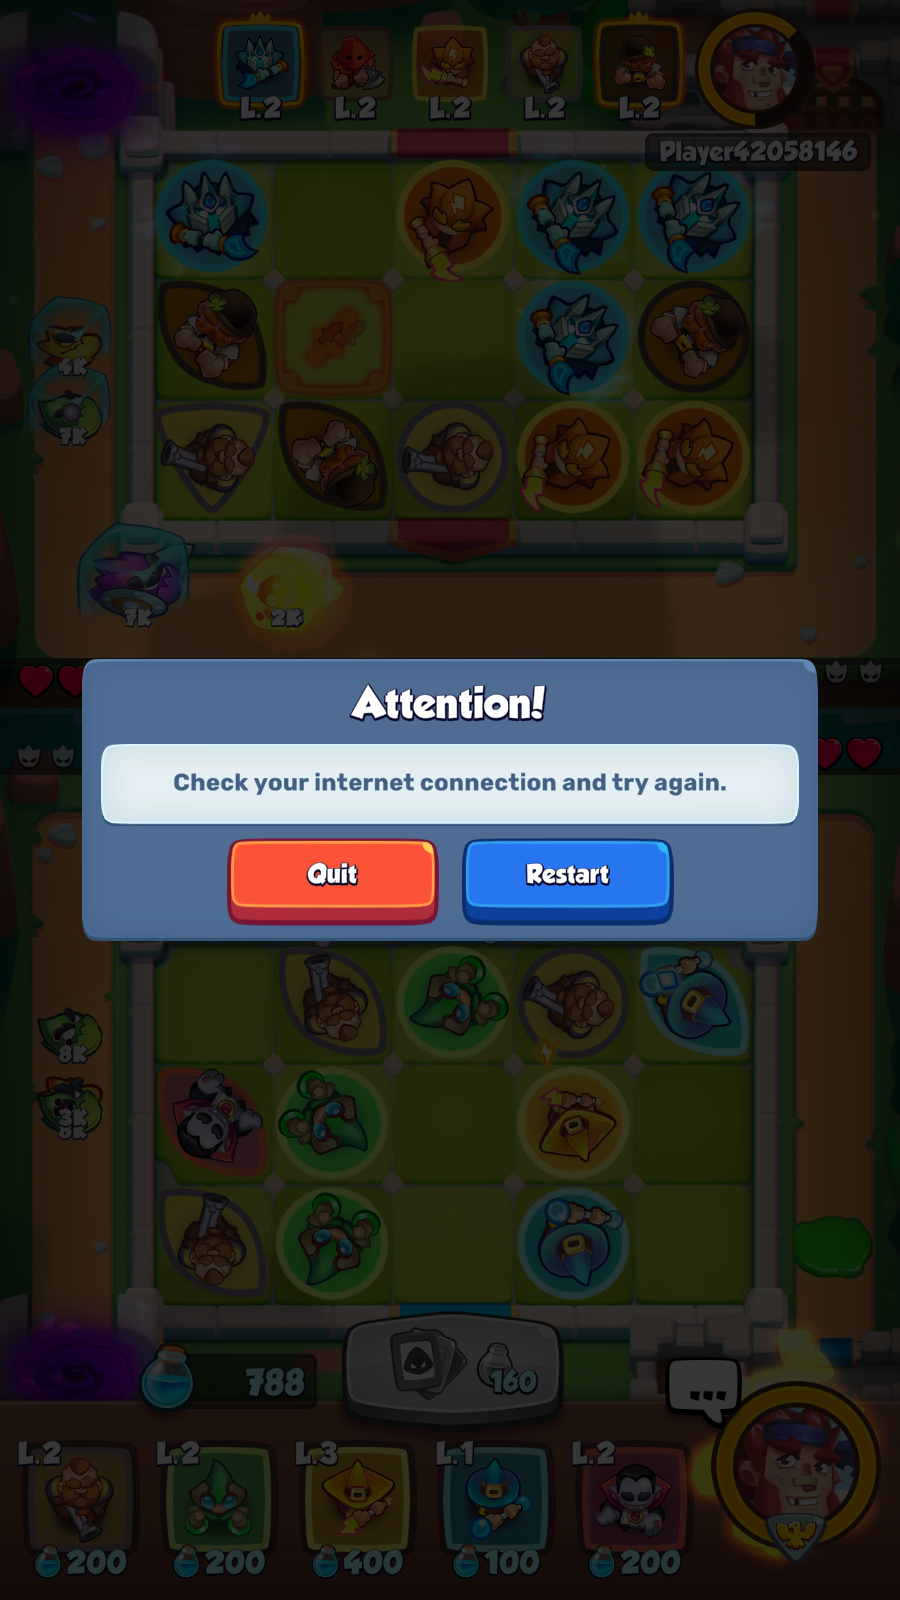 L.2
L.2
L.2
L.2
L.2
Player42058146
4K
7K
7K
2K
Attention!
Check your internet connection and try again.
Quit
Restart
8K
3K
8K
788
160
...
L.2
L.2
L.3
L.1
L.2
200
200
400
100
200